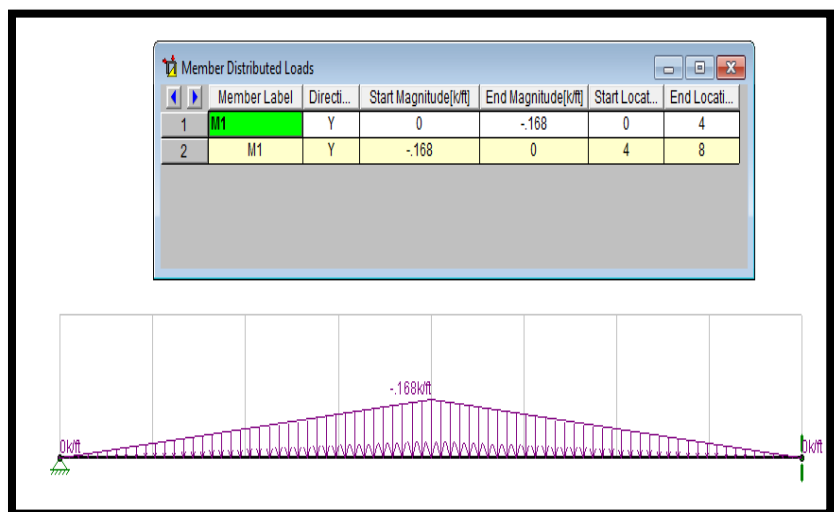 Member Distributed Loads
Member Label Directi... Start Magnitude[k/ft] End Magnitude[k/ft] Start Locat... End Locati...
1 M1 Y 0 -.168 0 4
2 M1 Y -.168 0 4 8
-.168k/ft
0k/ft 0k/ft